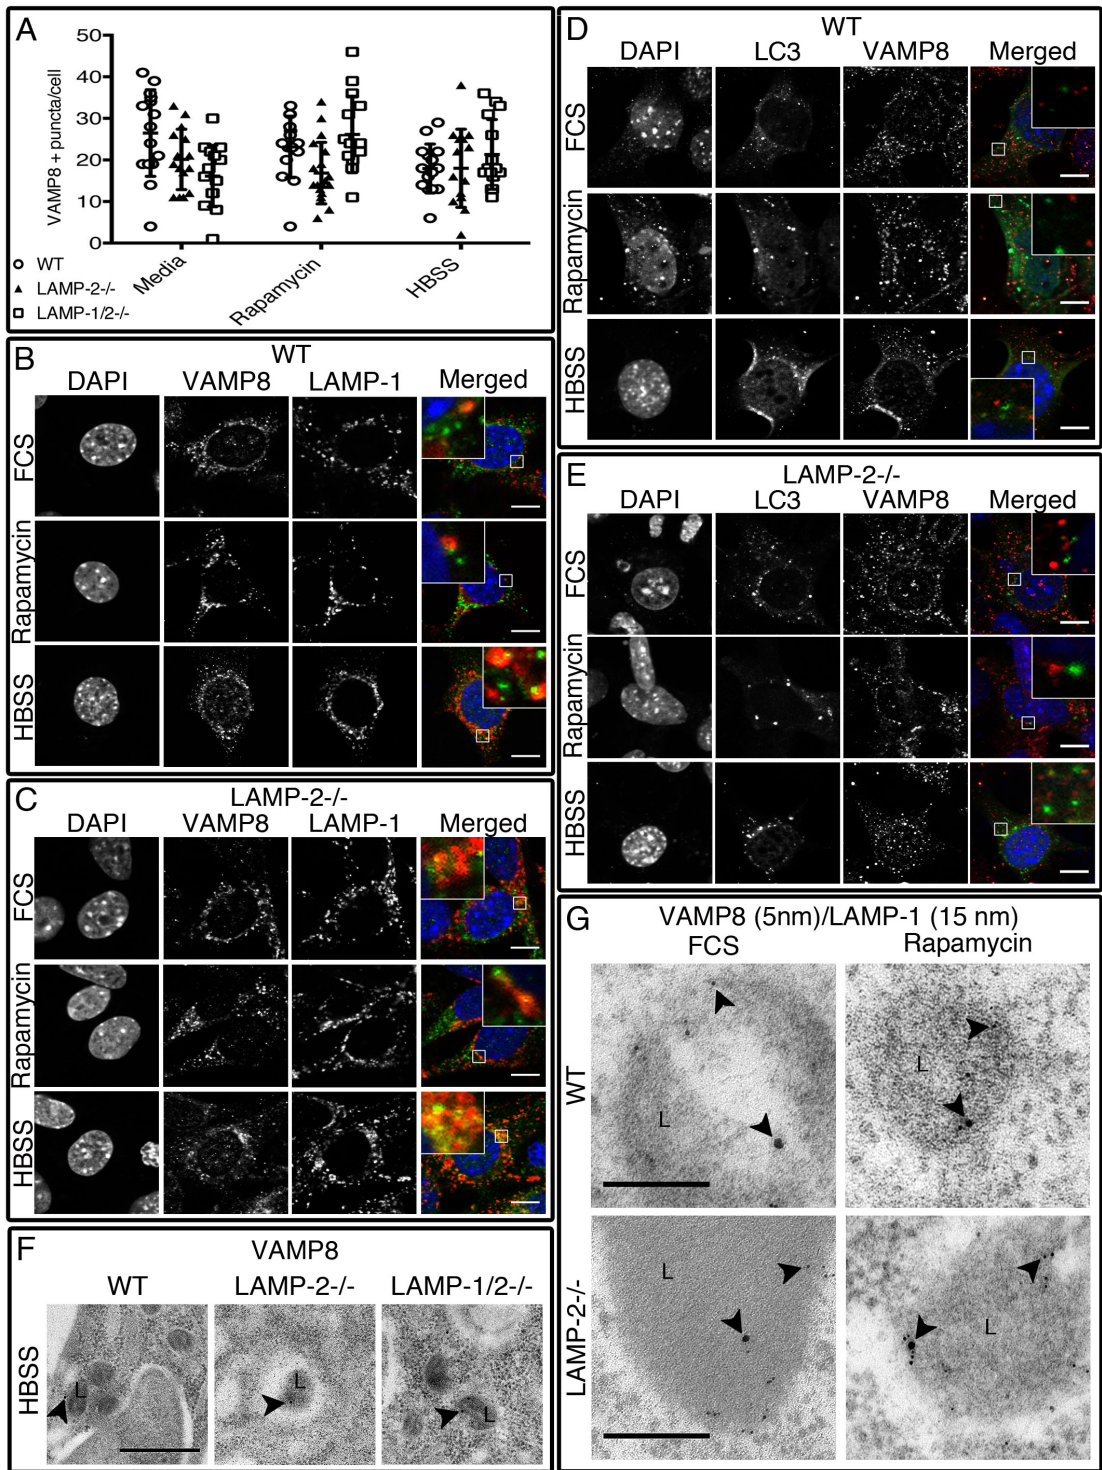 A
VAMP8 + puncta/cell
50
40
30
20
10
0
Media
Rapamycin
HBSS
WT
LAMP-2-/-
LAMP-1/2-/-
B
WT
DAPI VAMP8 LAMP-1 Merged
FCS
Rapamycin
HBSS
C
LAMP-2-/-
DAPI VAMP8 LAMP-1 Merged
FCS
Rapamycin
HBSS
D
WT
DAPI LC3 VAMP8 Merged
FCS
Rapamycin
HBSS
E
LAMP-2-/-
DAPI LC3 VAMP8 Merged
FCS
Rapamycin
HBSS
F
VAMP8
WT LAMP-2-/- LAMP-1/2-/-
HBSS
L
L
L
G
VAMP8 (5nm)/LAMP-1 (15 nm)
FCS Rapamycin
WT
L
L
LAMP-2-/-
L
L